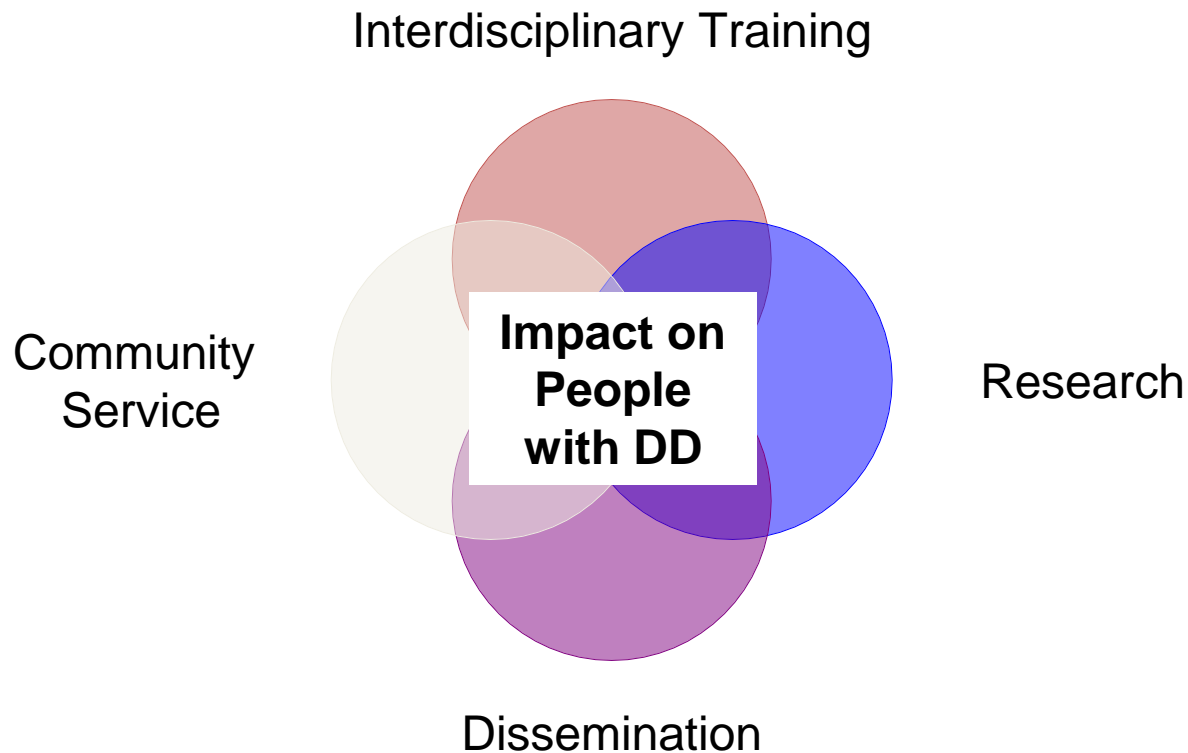 Interdisciplinary Training
Community
Service
Impact on
People
with DD
Research
Dissemination